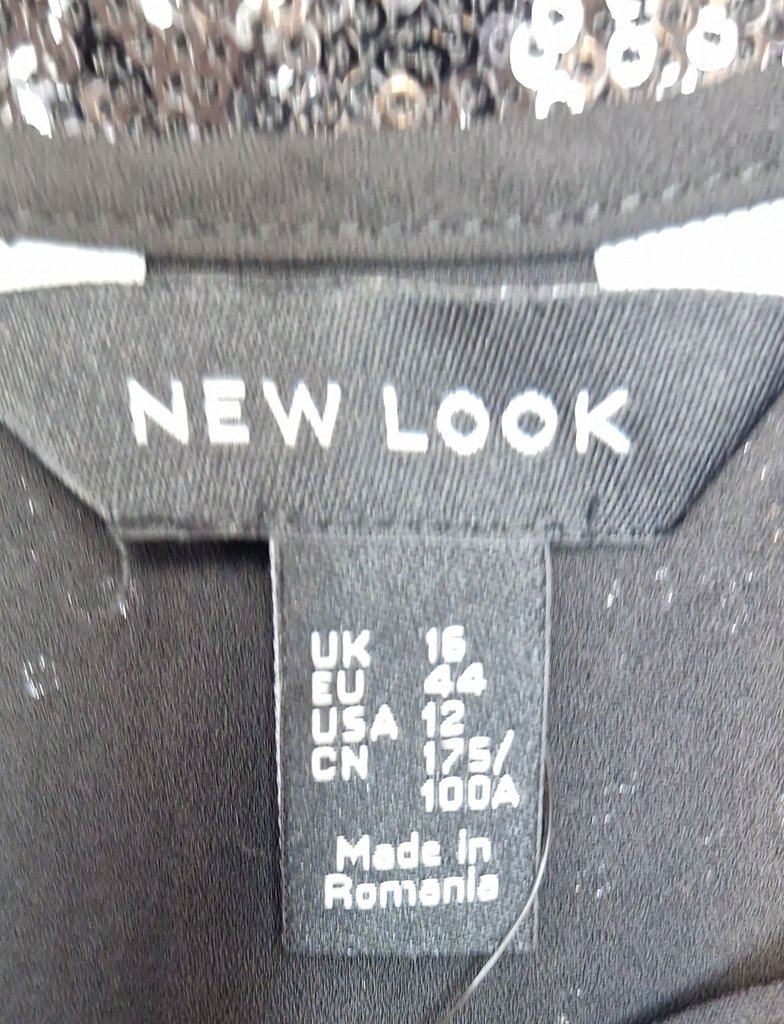 NEW LOOK
UK 16
EU 44
USA 12
CN 175/
100A
Made in
Romania